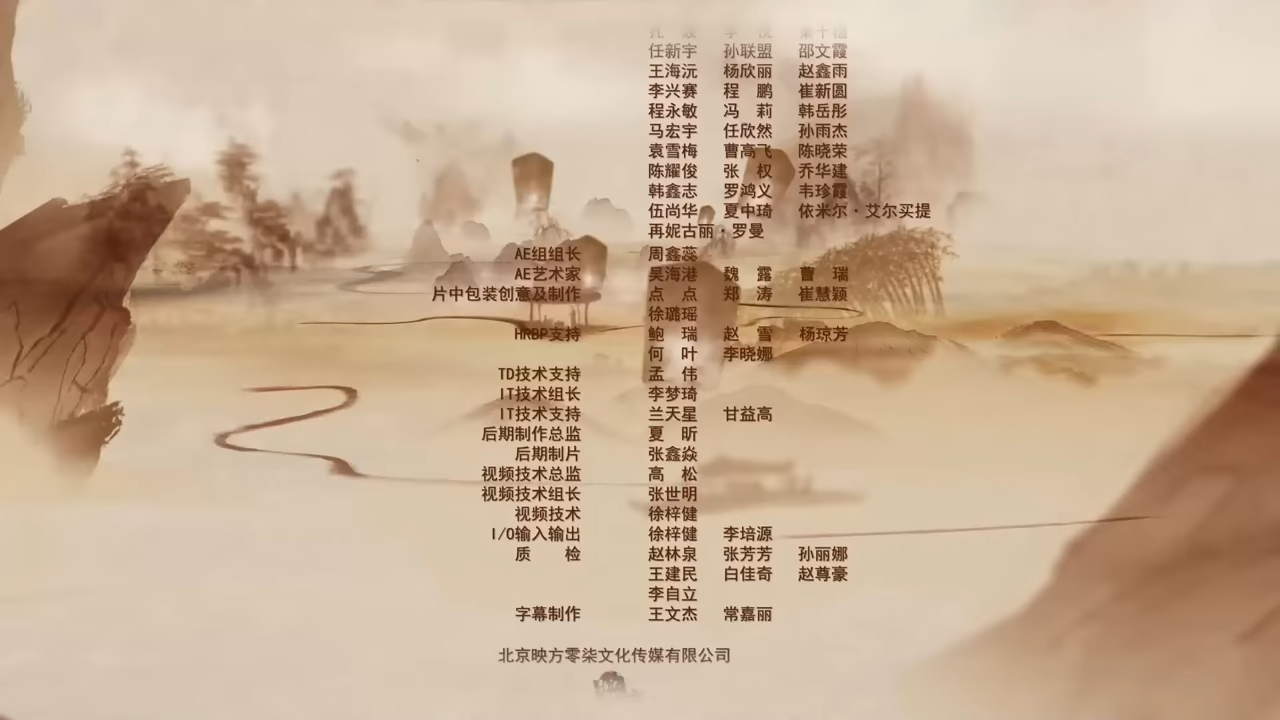 任新宇 孙联盟 邵文霞
王海沅 杨欣丽 赵鑫雨
李兴赛 程 鹏 崔新圆
程永敏 冯 莉 韩岳彤
马宏宇 任欣然 孙雨杰
袁雪梅 曹高飞 陈晓荣
陈耀俊 张 权 乔华建
韩鑫志 罗鸿义 韦珍霞
伍尚华 夏中琦 依米尔·艾尔买提
再妮古丽·罗曼
AE组组长 周鑫蕊
AE艺术家 吴海港 魏 露 曹 瑞
片中包装创意及制作 点 点 郑 涛 崔慧颖
徐璐瑶
HRBP支持 鲍 瑞 赵 雪 杨琼芳
何 叶 李晓娜
TD技术支持 孟 伟
IT技术组长 李梦琦
IT技术支持 兰天星 甘益高
后期制作总监 夏 昕
后期制片 张鑫焱
视频技术总监 高 松
视频技术组长 张世明
视频技术 徐梓健
I/O输入输出 徐梓健 李培源
质 检 赵林泉 张芳芳 孙丽娜
王建民 白佳奇 赵尊豪
李自立
字幕制作 王文杰 常嘉丽
北京映方零柒文化传媒有限公司